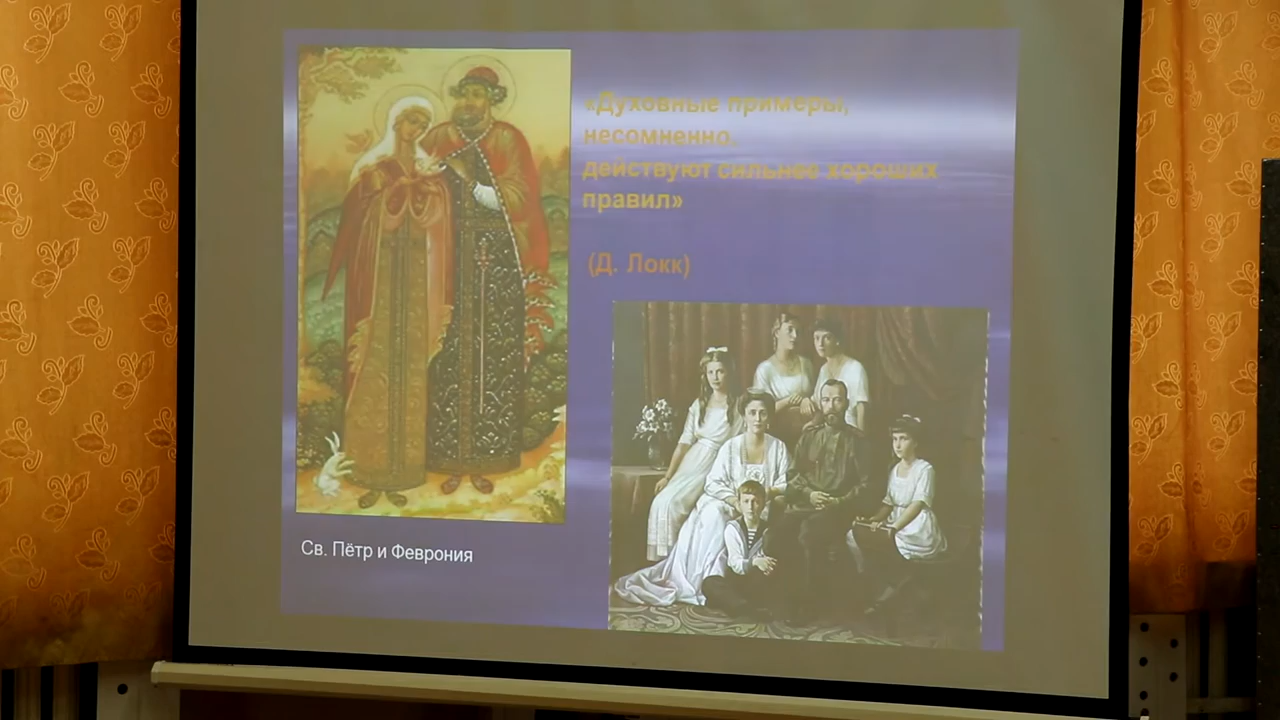 «Духовные примеры,
несомненно,
действуют сильнее хороших
правил»
(Д. Локк)
Св. Пётр и Феврония